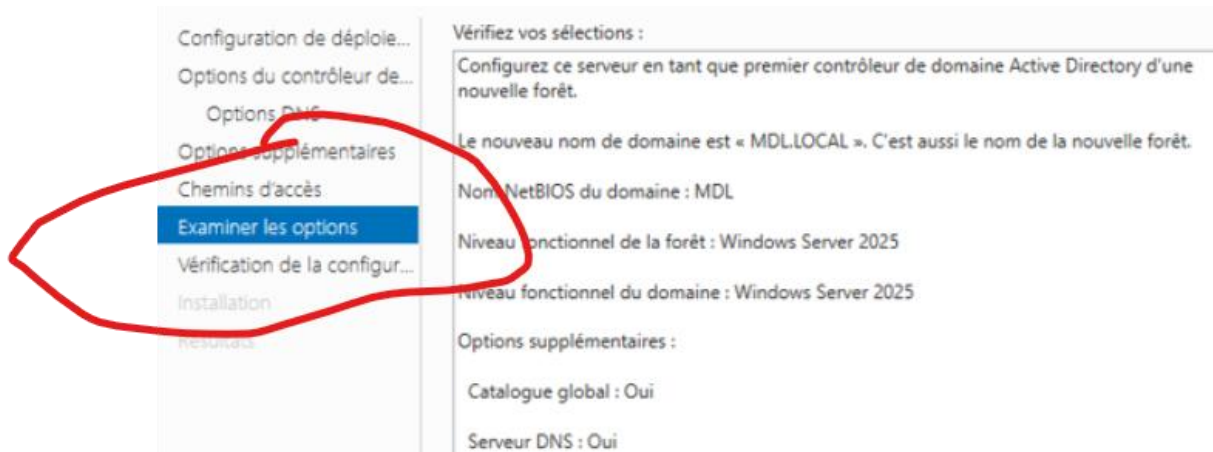 Configuration de déploie...
Options du contrôleur de...
Options DNS
Options supplémentaires
Chemins d'accès
Examiner les options
Vérification de la configur...
Installation
Résultats
Vérifiez vos sélections :
Configurez ce serveur en tant que premier contrôleur de domaine Active Directory d'une
nouvelle forêt.
Le nouveau nom de domaine est « MDL.LOCAL ». C'est aussi le nom de la nouvelle forêt.
Nom NetBIOS du domaine : MDL
Niveau fonctionnel de la forêt : Windows Server 2025
Niveau fonctionnel du domaine : Windows Server 2025
Options supplémentaires :
Catalogue global : Oui
Serveur DNS : Oui